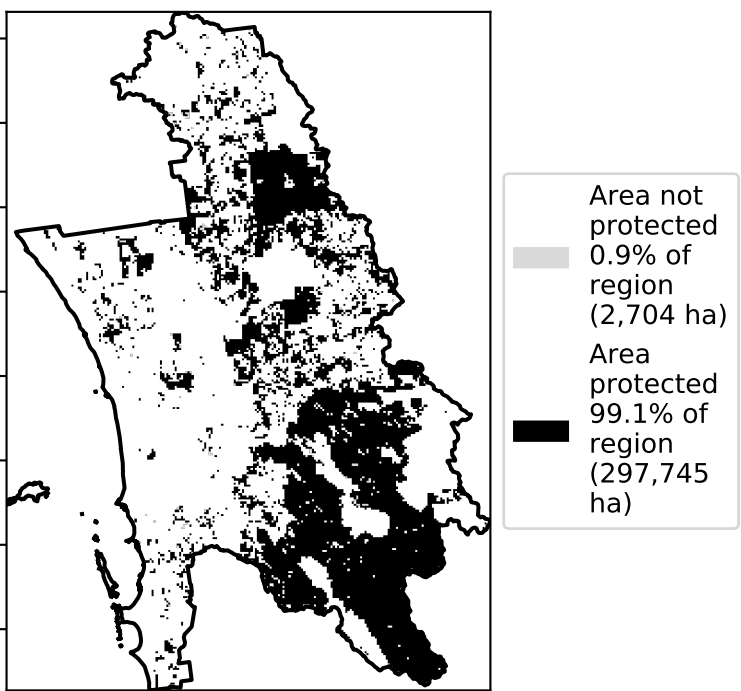 Area not
protected
0.9% of
region
(2,704 ha)
Area
protected
99.1% of
region
(297,745
ha)